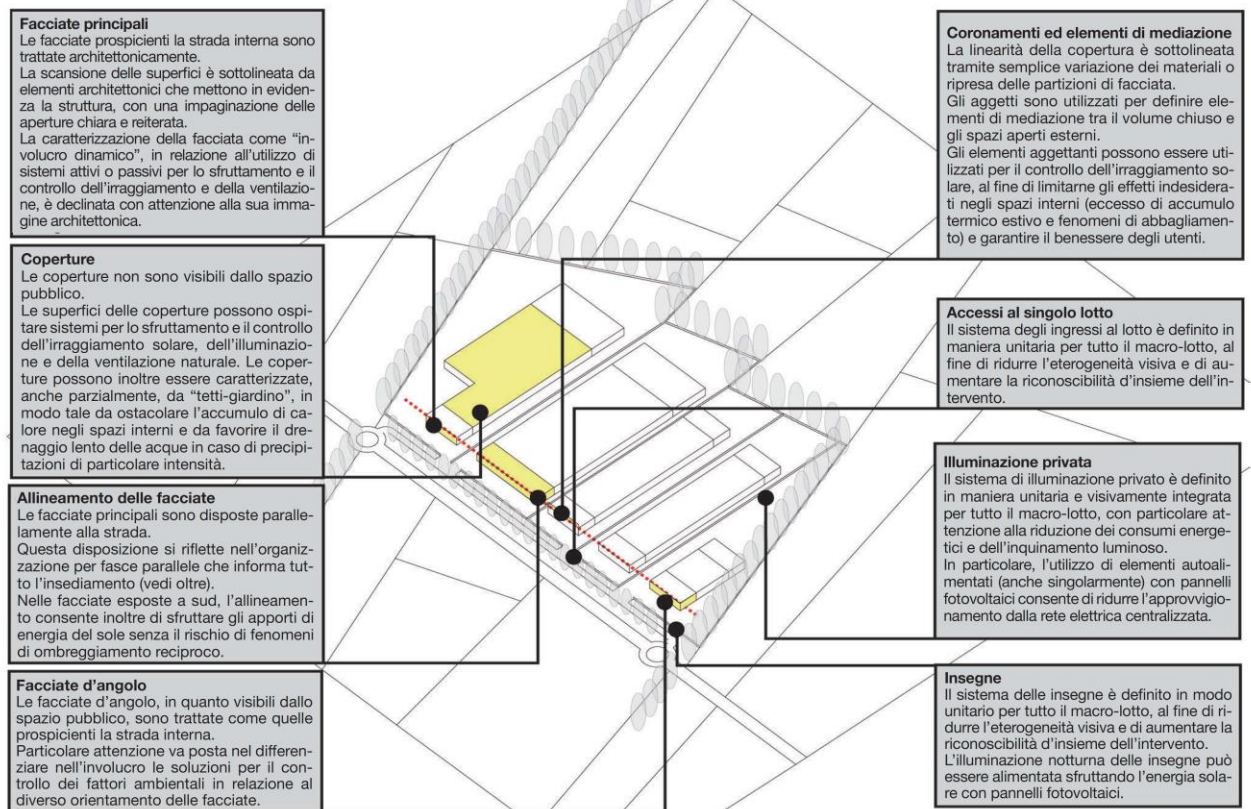 Facciate principali
Le facciate prospicienti la strada interna sono
trattate architettonicamente.
La scansione delle superfici è sottolineata da
elementi architettonici che mettono in eviden-
za la struttura, con una impaginazione delle
aperture chiara e reiterata.
La caratterizzazione della facciata come “in-
volucro dinamico”, in relazione all’utilizzo di
sistemi attivi o passivi per lo sfruttamento e il
controllo dell’irraggiamento e della ventilazio-
ne, è declinata con attenzione alla sua imma-
gine architettonica.
Coperture
Le coperture non sono visibili dallo spazio
pubblico.
Le superfici delle coperture possono ospi-
tare sistemi per lo sfruttamento e il controllo
dell’irraggiamento solare, dell’illuminazio-
ne e della ventilazione naturale. Le coper-
ture possono inoltre essere caratterizzate,
anche parzialmente, da “tetti-giardino”, in
modo tale da ostacolare l’accumulo di ca-
lore negli spazi interni e da favorire il dre-
naggio lento delle acque in caso di precipi-
tazioni di particolare intensità.
Allineamento delle facciate
Le facciate principali sono disposte paralle-
lamente alla strada.
Questa disposizione si riflette nell’organiz-
zazione per fasce parallele che informa tut-
to l’insediamento (vedi oltre).
Nelle facciate esposte a sud, l’allineamen-
to consente inoltre di sfruttare gli apporti di
energia del sole senza il rischio di fenomeni
di ombreggiamento reciproco.
Facciate d’angolo
Le facciate d’angolo, in quanto visibili dallo
spazio pubblico, sono trattate come quelle
prospicienti la strada interna.
Particolare attenzione va posta nel differen-
ziare nell’involucro le soluzioni per il con-
trollo dei fattori ambientali in relazione al
diverso orientamento delle facciate.
Coronamenti ed elementi di mediazione
La linearità della copertura è sottolineata
tramite semplice variazione dei materiali o
ripresa delle partizioni di facciata.
Gli aggetti sono utilizzati per definire ele-
menti di mediazione tra il volume chiuso e
gli spazi aperti esterni.
Gli elementi aggettanti possono essere uti-
lizzati per il controllo dell’irraggiamento so-
lare, al fine di limitarne gli effetti indesidera-
ti negli spazi interni (eccesso di accumulo
termico estivo e fenomeni di abbagliamen-
to) e garantire il benessere degli utenti.
Accessi al singolo lotto
Il sistema degli ingressi al lotto è definito in
maniera unitaria per tutto il macro-lotto, al
fine di ridurre l’eterogeneità visiva e di au-
mentare la riconoscibilità d’insieme dell’in-
tervento.
Illuminazione privata
Il sistema di illuminazione privato è definito
in maniera unitaria e visivamente integrata
per tutto il macro-lotto, con particolare at-
tenzione alla riduzione dei consumi energe-
tici e dell’inquinamento luminoso.
In particolare, l’utilizzo di elementi autoali-
mentati (anche singolarmente) con pannelli
fotovoltaici consente di ridurre l’approvvigio-
namento dalla rete elettrica centralizzata.
Insegne
Il sistema delle insegne è definito in modo
unitario per tutto il macro-lotto, al fine di ri-
durre l’eterogeneità visiva e di aumentare la
riconoscibilità d’insieme dell’intervento.
L’illuminazione notturna delle insegne può
essere alimentata sfruttando l’energia sola-
re con pannelli fotovoltaici.